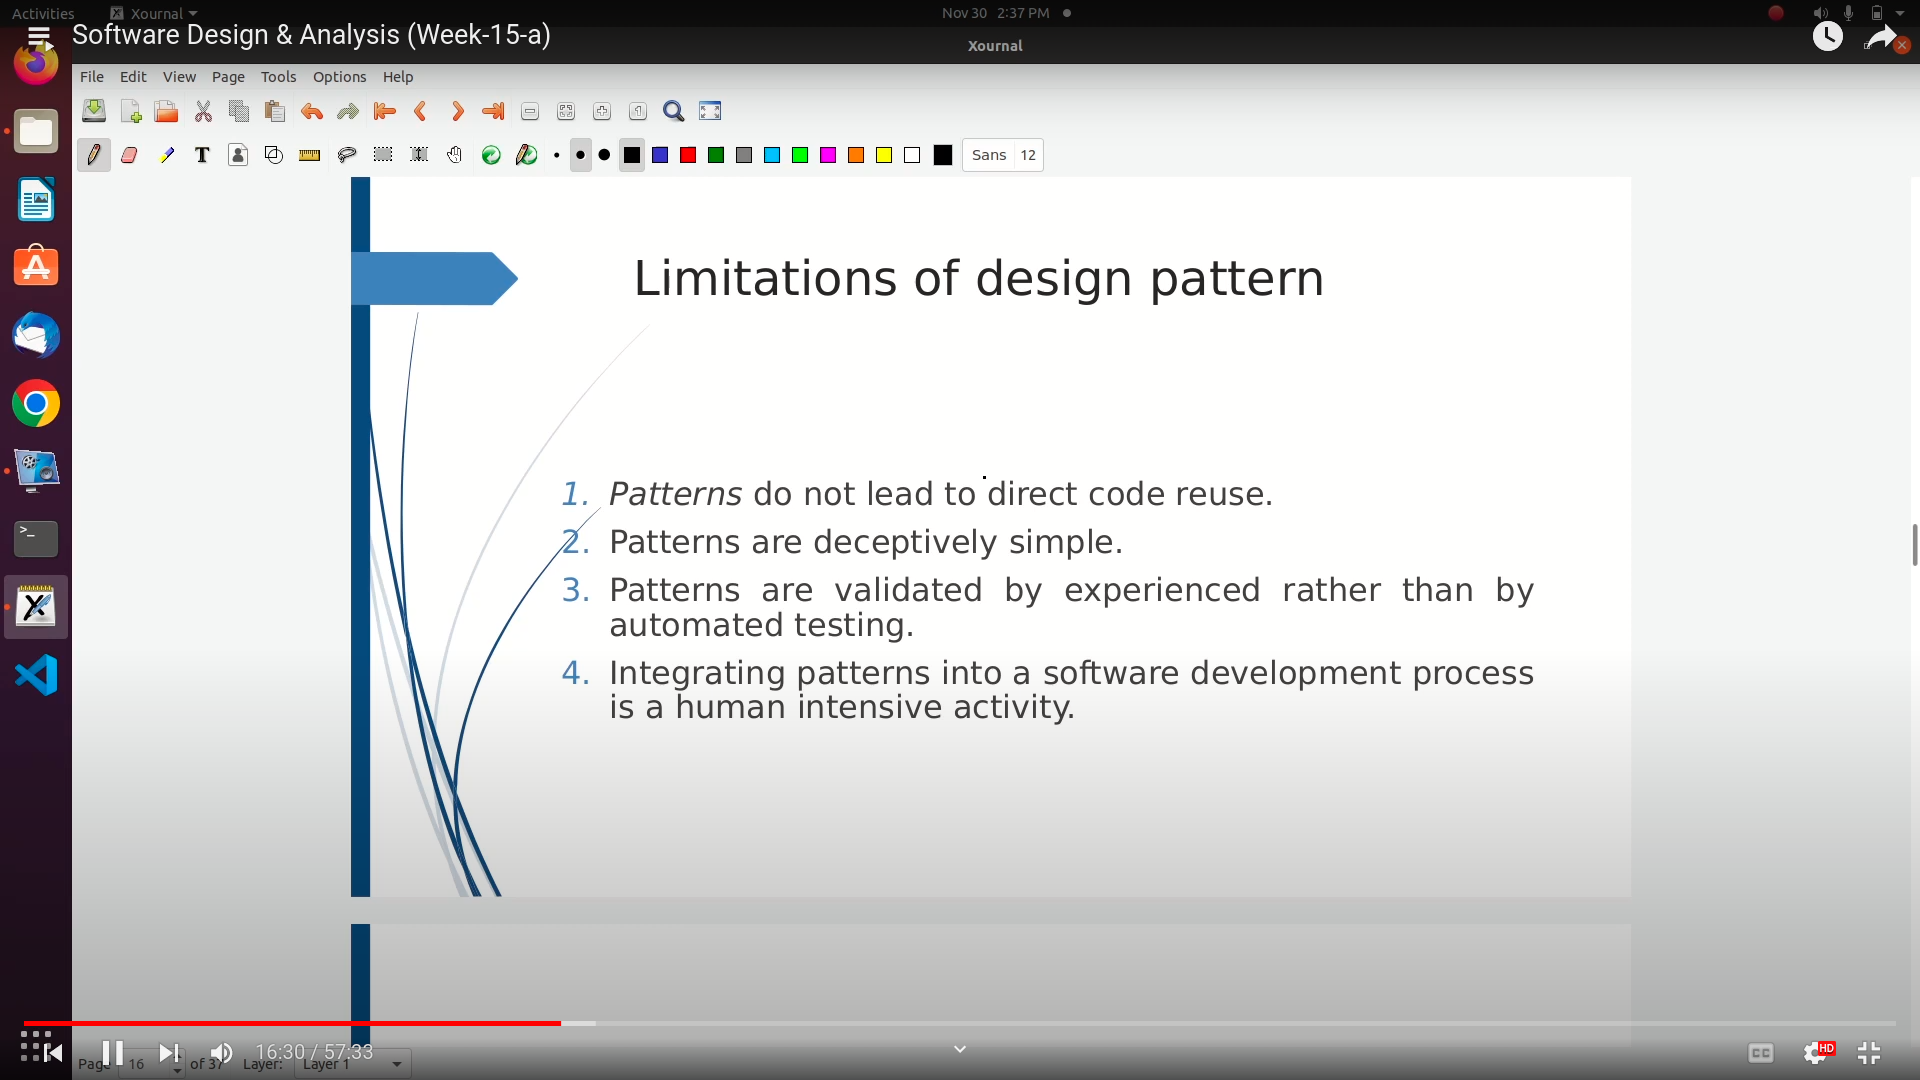 Activities Xournal Nov 30 2:37 PM
Software Design & Analysis (Week-15-a)
Xournal
File Edit View Page Tools Options Help
T Sans 12
Limitations of design pattern
1. Patterns do not lead to direct code reuse.
2. Patterns are deceptively simple.
3. Patterns are validated by experienced rather than by
automated testing.
4. Integrating patterns into a software development process
is a human intensive activity.
16:30 / 57:33
CC HD
Page 16 of 37 Layer: Layer 1